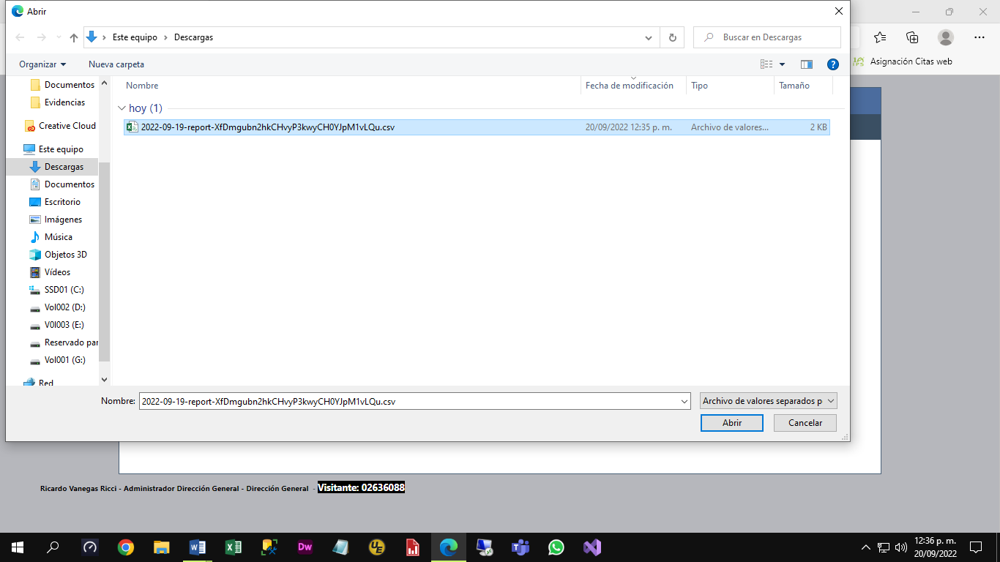 Abrir
Este equipo > Descargas
Buscar en Descargas
Organizar
Nueva carpeta
Asignación Citas web
Documentos
Evidencias
Creative Cloud
Este equipo
Descargas
Documentos
Escritorio
Imágenes
Música
Objetos 3D
Vídeos
SSD01 (C:)
Vol002 (D:)
V0l003 (E:)
Reservado par
Vol001 (G:)
Red
Nombre Fecha de modificación Tipo Tamaño
hoy (1)
2022-09-19-report-XfDmgubn2hkCHvyP3kwyCH0YJpM1vLQu.csv 20/09/2022 12:35 p. m. Archivo de valores... 2 KB
Nombre: 2022-09-19-report-XfDmgubn2hkCHvyP3kwyCH0YJpM1vLQu.csv Archivo de valores separados p
Abrir Cancelar
Ricardo Vanegas Ricci - Administrador Dirección General - Dirección General - Visitante: 02636088
Dw
UE
12:36 p. m.
20/09/2022